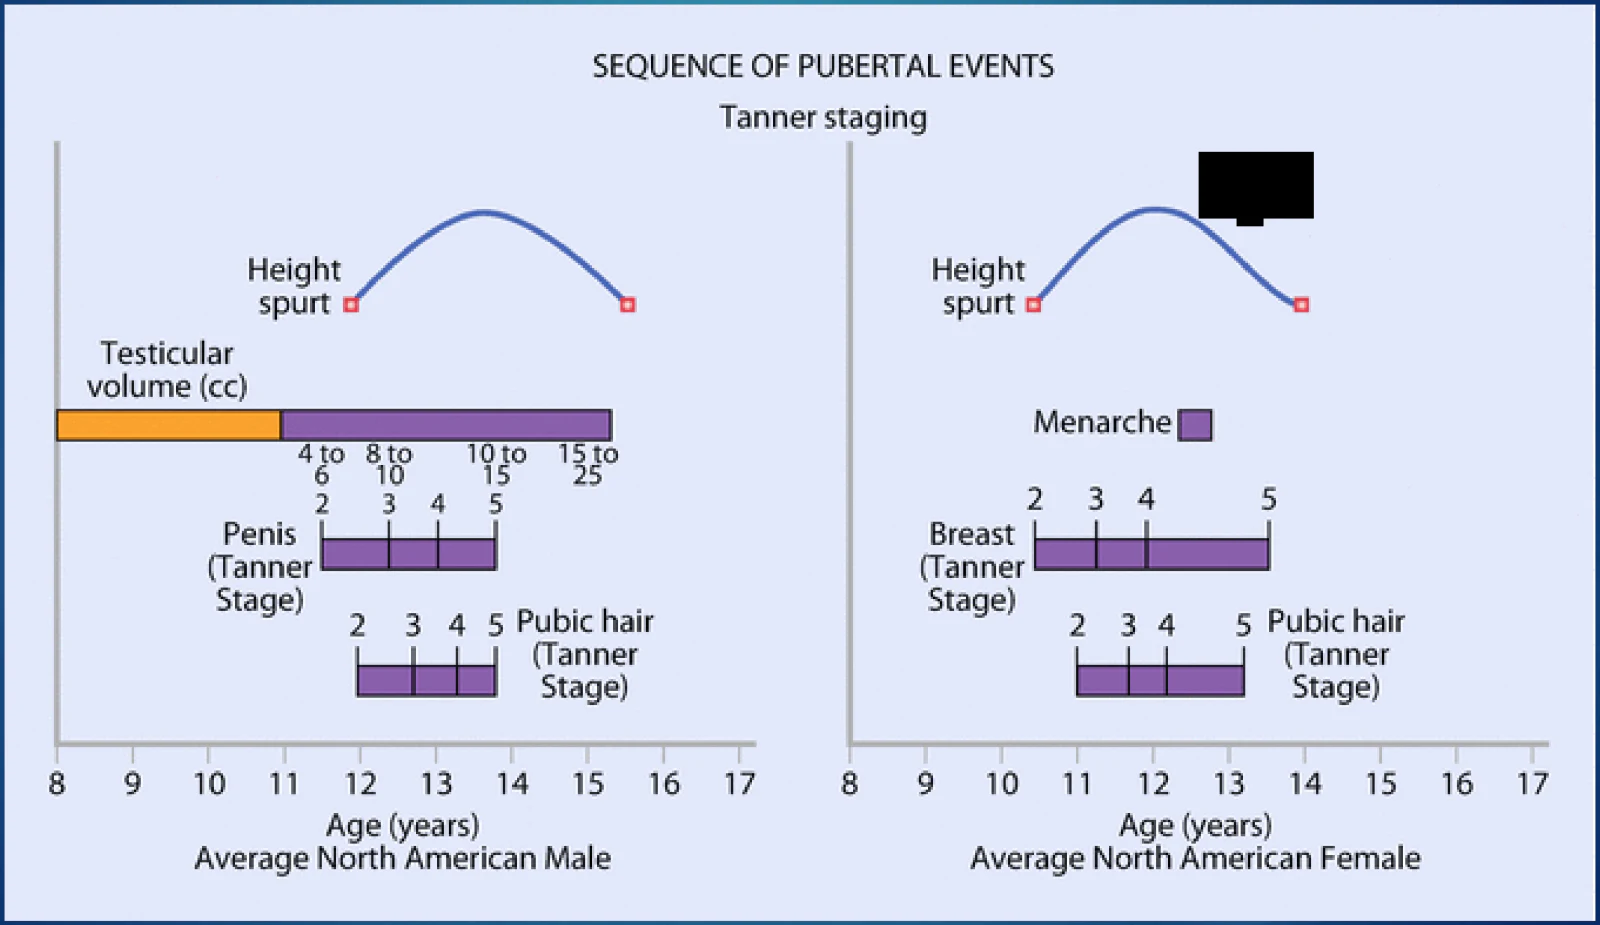 SEQUENCE OF PUBERTAL EVENTS
Tanner staging
Height
spurt
Testicular
volume (cc)
4 to 8 to 10 to 15 to
6 10 15 25
2 3 4 5
Penis
(Tanner
Stage)
2 3 4 5 Pubic hair
(Tanner
Stage)
8 9 10 11 12 13 14 15 16 17
Age (years)
Average North American Male
Height
spurt
Menarche
2 3 4 5
Breast
(Tanner
Stage)
2 3 4 5 Pubic hair
(Tanner
Stage)
8 9 10 11 12 13 14 15 16 17
Age (years)
Average North American Female